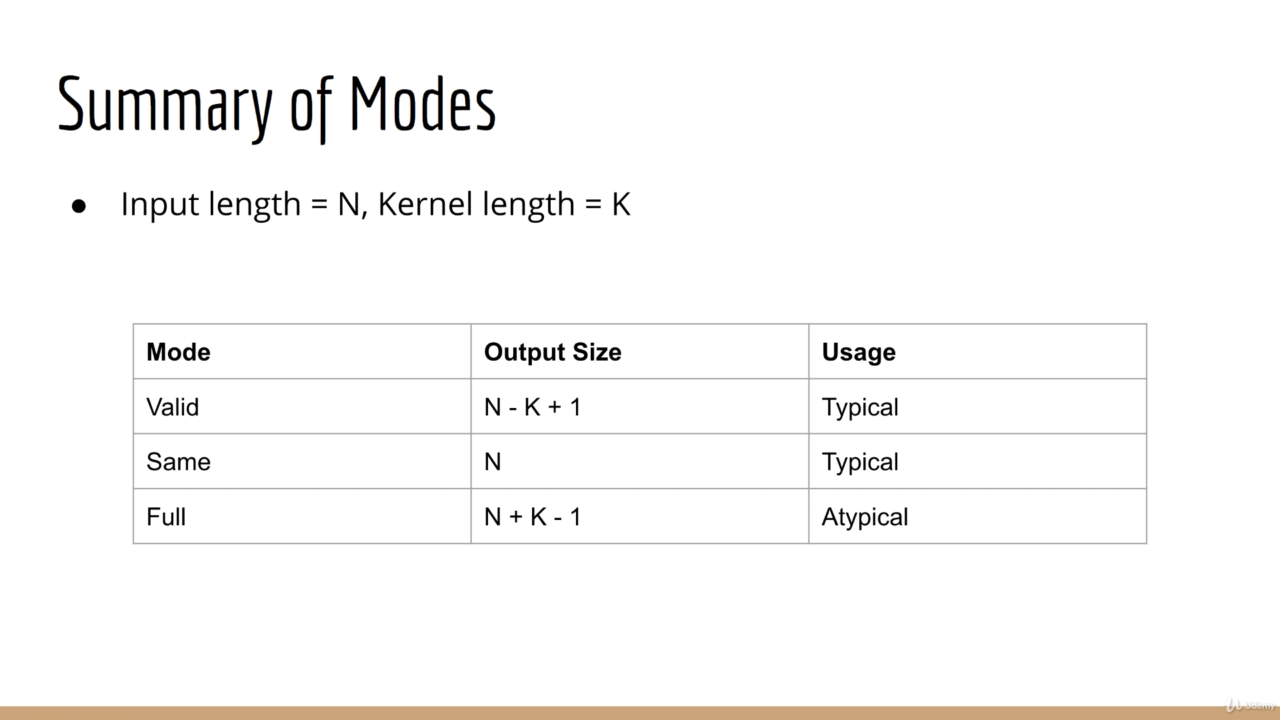 Summary of Modes
● Input length = N, Kernel length = K
Mode Output Size Usage
Valid N - K + 1 Typical
Same N Typical
Full N + K - 1 Atypical
Udemy